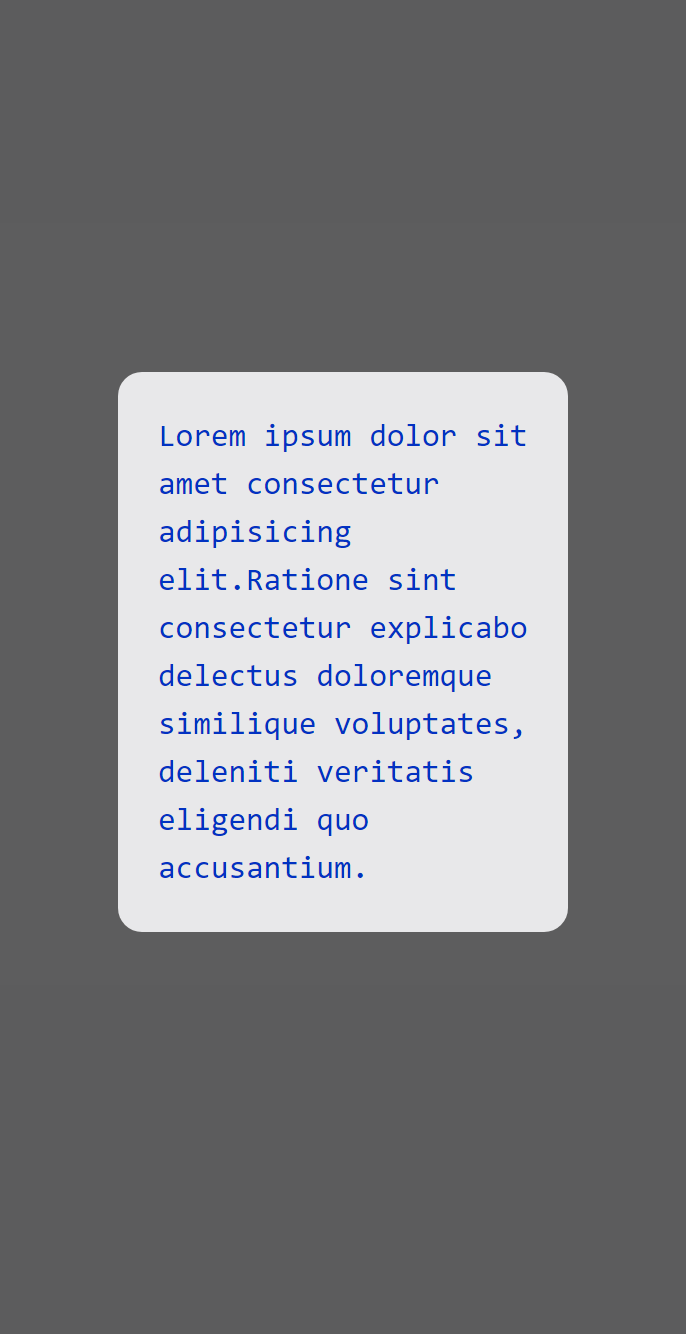 Lorem ipsum dolor sit
amet consectetur
adipisicing
elit.Ratione sint
consectetur explicabo
delectus doloremque
similique voluptates,
deleniti veritatis
eligendi quo
accusantium.